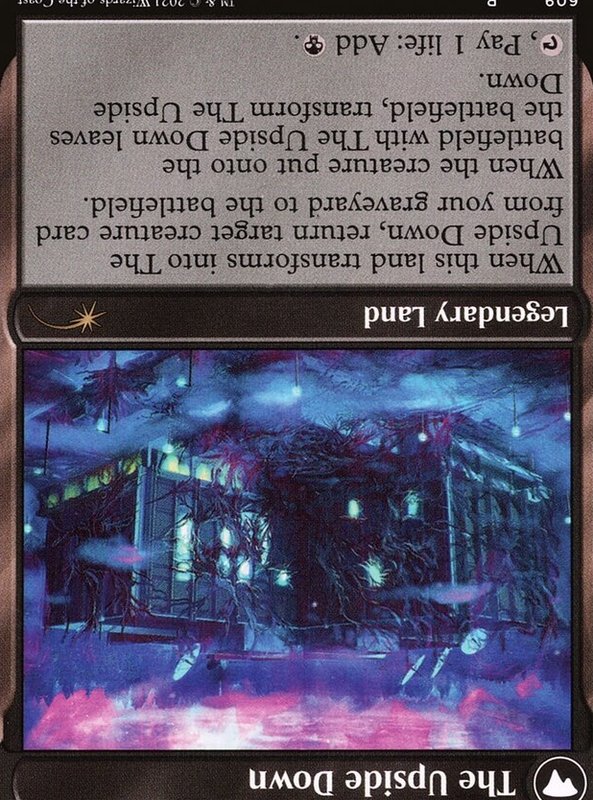 The Upside Down
Legendary Land
When this land transforms into The
Upside Down, return target creature card
from your graveyard to the battlefield.
When the creature put onto the
battlefield with The Upside Down leaves
the battlefield, transform The Upside
Down.
, Pay 1 life: Add .
609 R
™ & © 2021 Wizards of the Coast